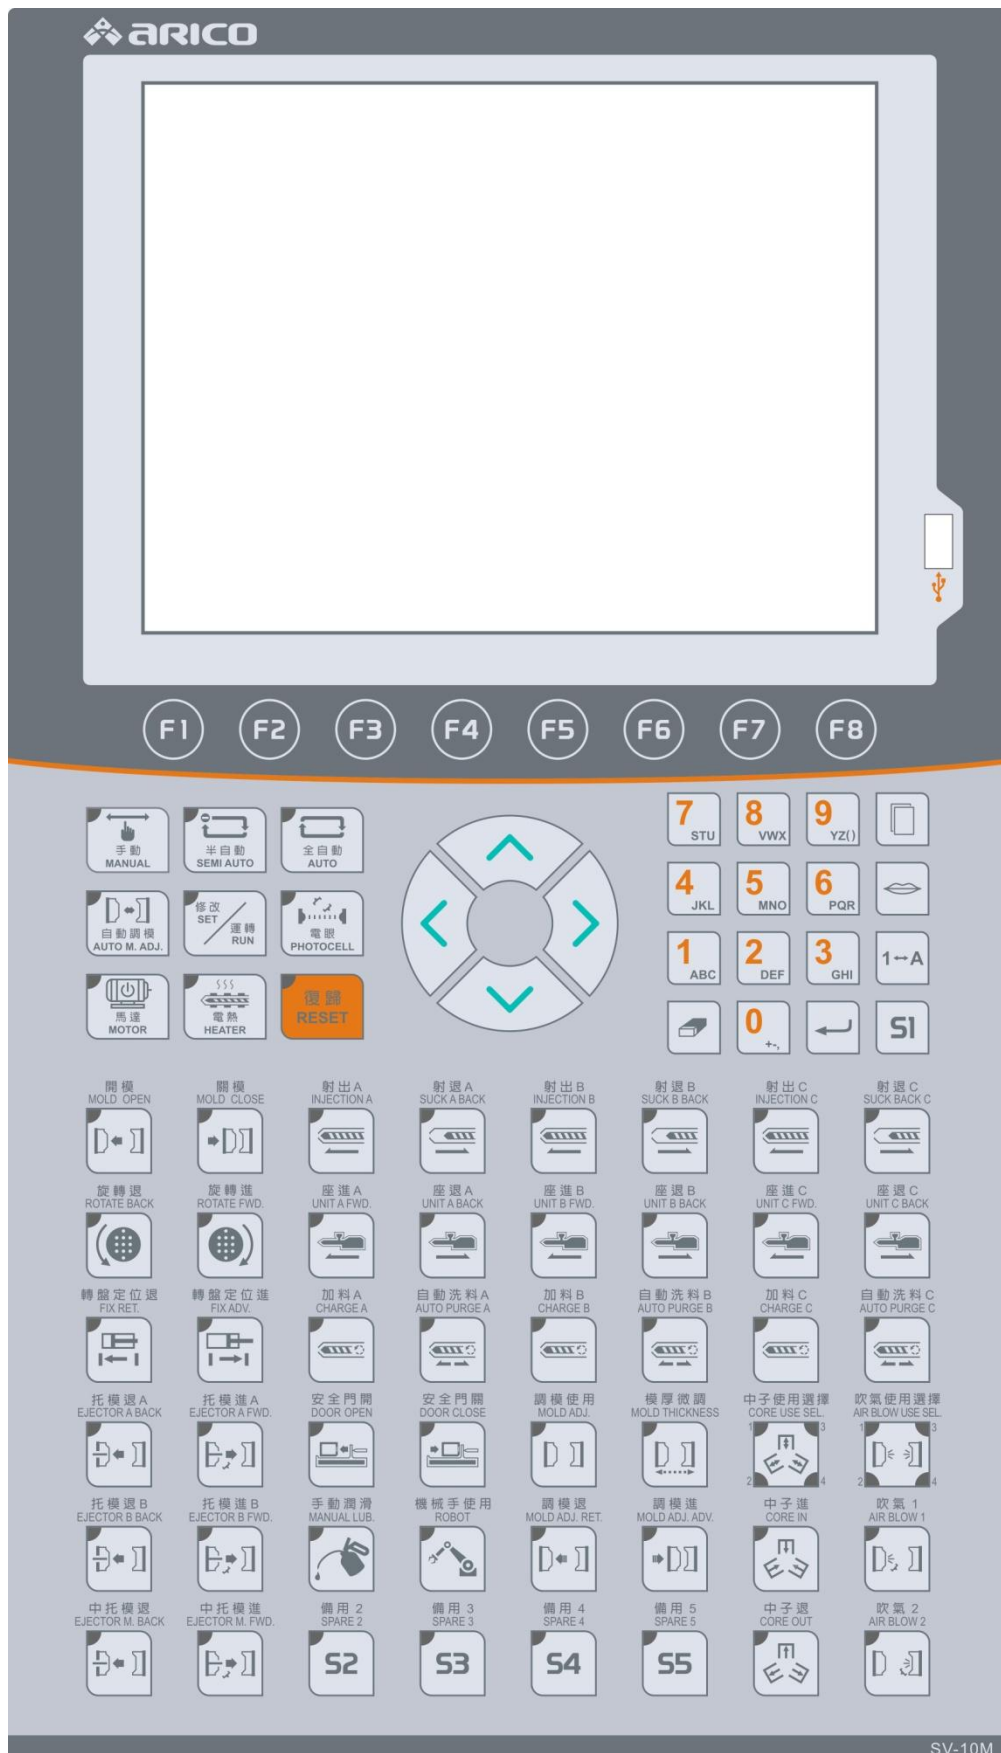 ARICO
F1 F2 F3 F4 F5 F6 F7 F8
手動 半自動 全自動
MANUAL SEMI AUTO AUTO
自動調模 修改 電眼
AUTO M. ADJ. SET 運轉 RUN PHOTOCELL
馬達 電熱 復歸
MOTOR HEATER RESET
7 STU 8 VWX 9 YZ()
4 JKL 5 MNO 6 PQR
1 ABC 2 DEF 3 GHI 1↔A
0 +-, S1
開模 關模 射出A 射退A 射出B 射退B 射出C 射退C
MOLD OPEN MOLD CLOSE INJECTION A SUCK A BACK INJECTION B SUCK B BACK INJECTION C SUCK BACK C
旋轉退 旋轉進 座進A 座退A 座進B 座退B 座進C 座退C
ROTATE BACK ROTATE FWD. UNIT A FWD. UNIT A BACK UNIT B FWD. UNIT B BACK UNIT C FWD. UNIT C BACK
轉盤定位退 轉盤定位進 加料A 自動洗料A 加料B 自動洗料B 加料C 自動洗料C
FIX RET. FIX ADV. CHARGE A AUTO PURGE A CHARGE B AUTO PURGE B CHARGE C AUTO PURGE C
托模退A 托模進A 安全門開 安全門關 調模使用 模厚微調 中子使用選擇 吹氣使用選擇
EJECTOR A BACK EJECTOR A FWD. DOOR OPEN DOOR CLOSE MOLD ADJ. MOLD THICKNESS CORE USE SEL. AIR BLOW USE SEL.
1 3 1 3
2 4 2 4
托模退B 托模進B 手動潤滑 機械手使用 調模退 調模進 中子進 吹氣 1
EJECTOR B BACK EJECTOR B FWD. MANUAL LUB. ROBOT MOLD ADJ. RET. MOLD ADJ. ADV. CORE IN AIR BLOW 1
中托模退 中托模進 備用 2 備用 3 備用 4 備用 5 中子退 吹氣 2
EJECTOR M. BACK EJECTOR M. FWD. SPARE 2 SPARE 3 SPARE 4 SPARE 5 CORE OUT AIR BLOW 2
S2 S3 S4 S5
SV-10M